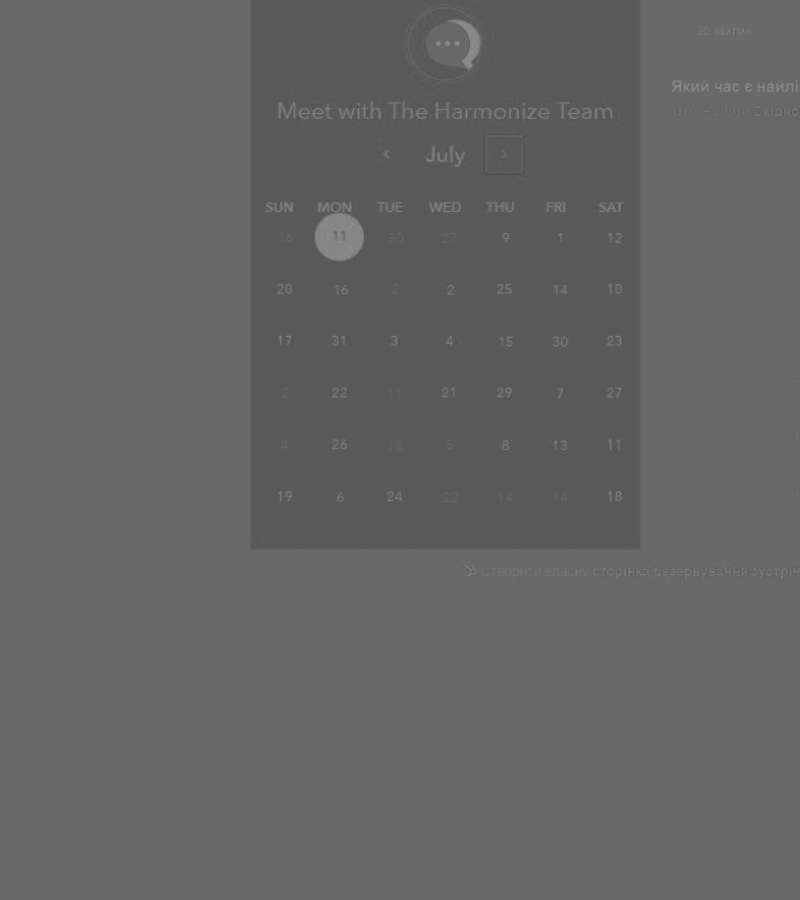 30 хвилин
Який час є найлі
Meet with The Harmonize Team
July
SUN MON TUE WED THU FRI SAT
16 11 30 27 9 1 12
20 16 2 2 25 14 10
17 31 3 4 15 30 23
2 22 11 21 29 7 27
4 26 18 5 8 13 11
19 6 24 22 14 14 18
Створити власну сторінка резервування зустріч